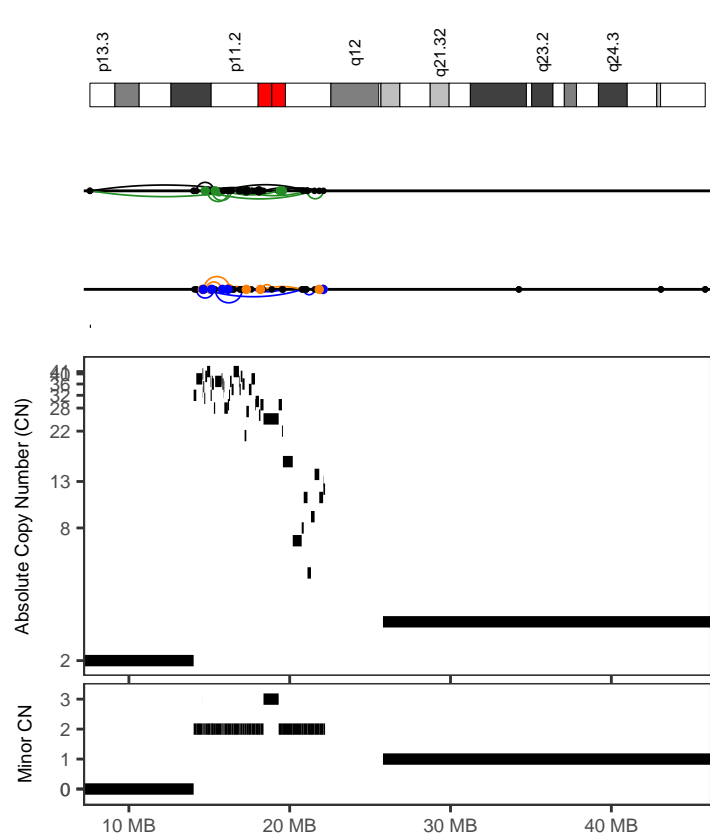 p13.3
p11.2
q12
q21.32
q23.2
q24.3
Absolute Copy Number (CN)
41
40
36
32
28
22
13
8
2
Minor CN
3
2
1
0
10 MB
20 MB
30 MB
40 MB